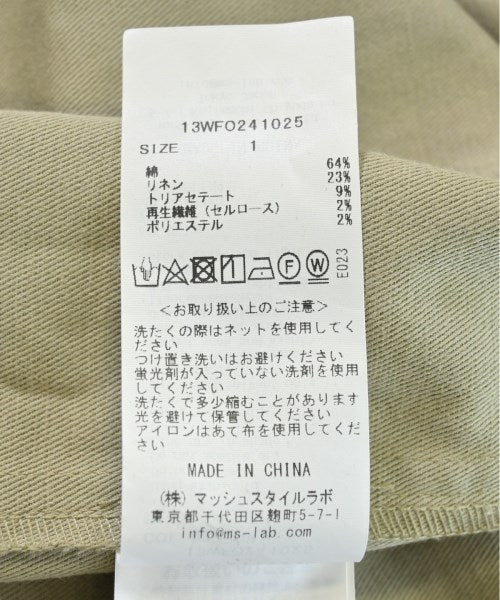 13WFO241025
SIZE 1
綿 64%
リネン 23%
トリアセテート 9%
再生繊維(セルロース) 2%
ポリエステル 2%
F W E023
<お取り扱い上のご注意>
洗たくの際はネットを使用してく
ださい
つけ置き洗いはお避けください
蛍光剤が入っていない洗剤を使用
してください
洗たくで多少縮むことがあります
光を避けて保管してください
アイロンはあて布を使用してくだ
さい
MADE IN CHINA
(株) マッシュスタイルラボ
東京都千代田区麹町5-7-1
info@ms-lab.com